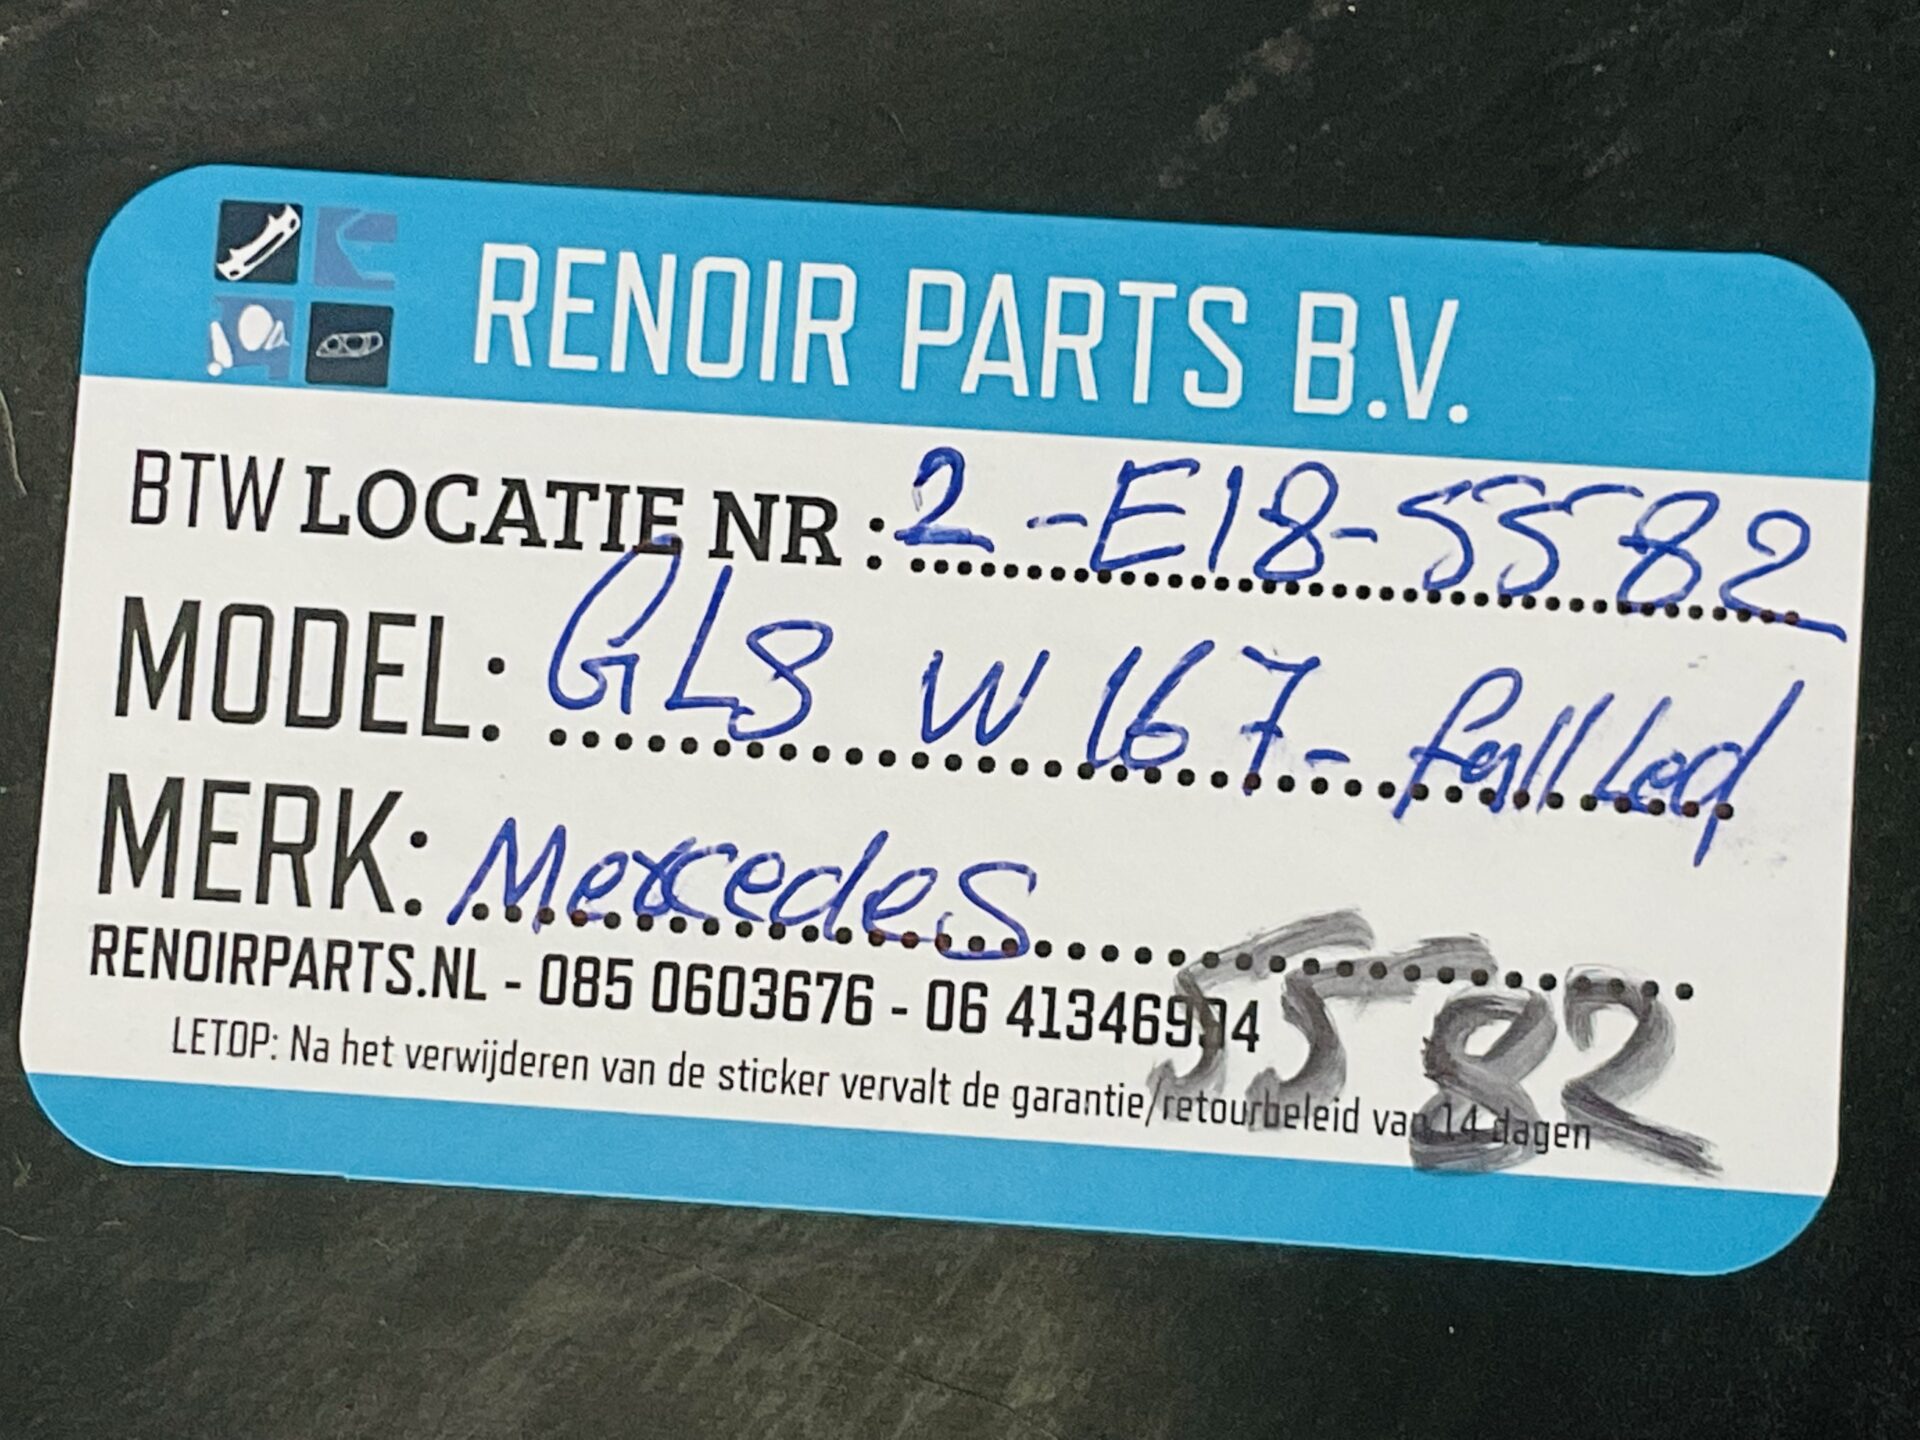 RENOIR PARTS B.V.
BTW LOCATIE NR : 2-E18-5582
MODEL: GLS W167- full Led
MERK: Mercedes
RENOIRPARTS.NL - 085 0603676 - 06 41346994
LETOP: Na het verwijderen van de sticker vervalt de garantie/retourbeleid van 14 dagen
5582